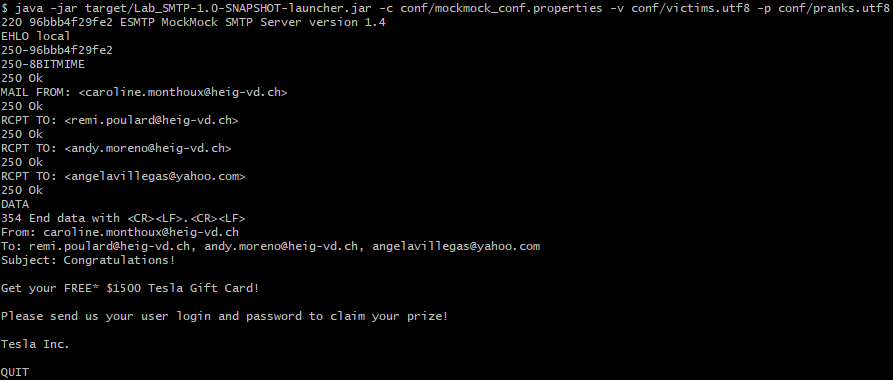 $ java -jar target/Lab_SMTP-1.0-SNAPSHOT-launcher.jar -c conf/mockmock_conf.properties -v conf/victims.utf8 -p conf/pranks.utf8
220 96bbb4f29fe2 ESMTP MockMock SMTP Server version 1.4
EHLO local
250-96bbb4f29fe2
250-8BITMIME
250 Ok
MAIL FROM: <caroline.monthoux@heig-vd.ch>
250 Ok
RCPT TO: <remi.poulard@heig-vd.ch>
250 Ok
RCPT TO: <andy.moreno@heig-vd.ch>
250 Ok
RCPT TO: <angelavillegas@yahoo.com>
250 Ok
DATA
354 End data with <CR><LF>.<CR><LF>
From: caroline.monthoux@heig-vd.ch
To: remi.poulard@heig-vd.ch, andy.moreno@heig-vd.ch, angelavillegas@yahoo.com
Subject: Congratulations!
Get your FREE* $1500 Tesla Gift Card!
Please send us your user login and password to claim your prize!
Tesla Inc.
QUIT